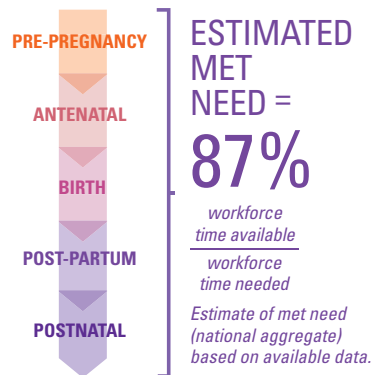 PRE-PREGNANCY
ANTENATAL
BIRTH
POST-PARTUM
POSTNATAL
ESTIMATED
MET
NEED =
87%
workforce
time available
workforce
time needed
Estimate of met need
(national aggregate)
based on available data.